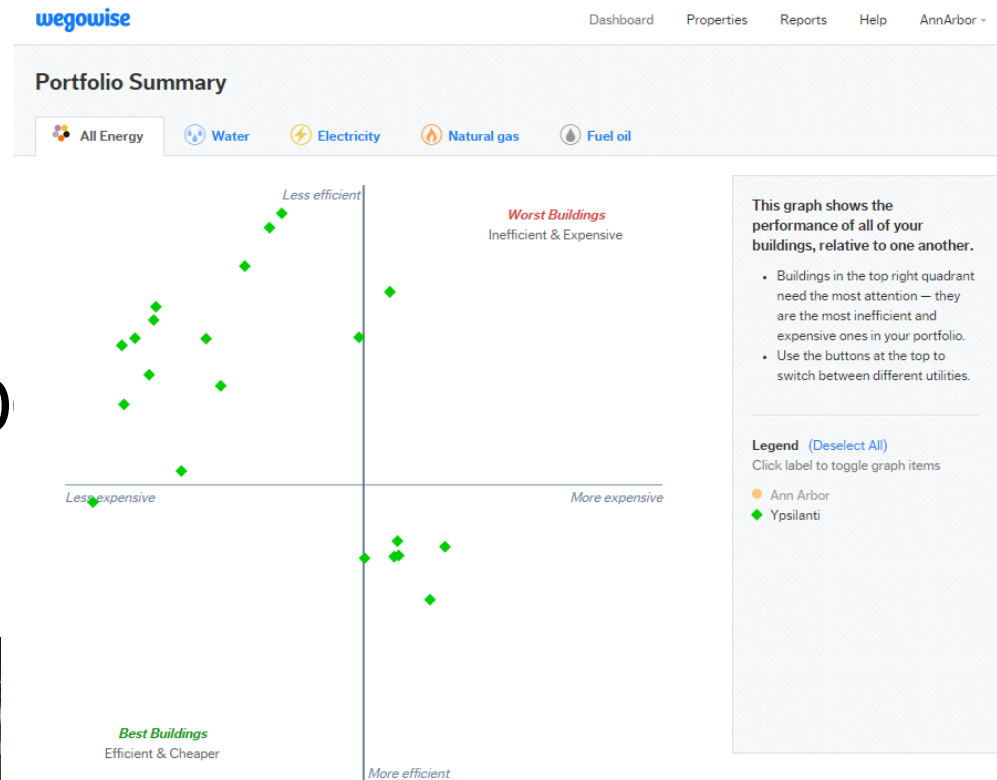 wegowise
Dashboard Properties Reports Help AnnArbor
Portfolio Summary
All Energy Water Electricity Natural gas Fuel oil
Less efficient
Worst Buildings
Inefficient & Expensive
Less expensive
More expensive
Best Buildings
Efficient & Cheaper
More efficient
This graph shows the
performance of all of your
buildings, relative to one another.
• Buildings in the top right quadrant
need the most attention — they
are the most inefficient and
expensive ones in your portfolio.
• Use the buttons at the top to
switch between different utilities.
Legend (Deselect All)
Click label to toggle graph items
Ann Arbor
Ypsilanti